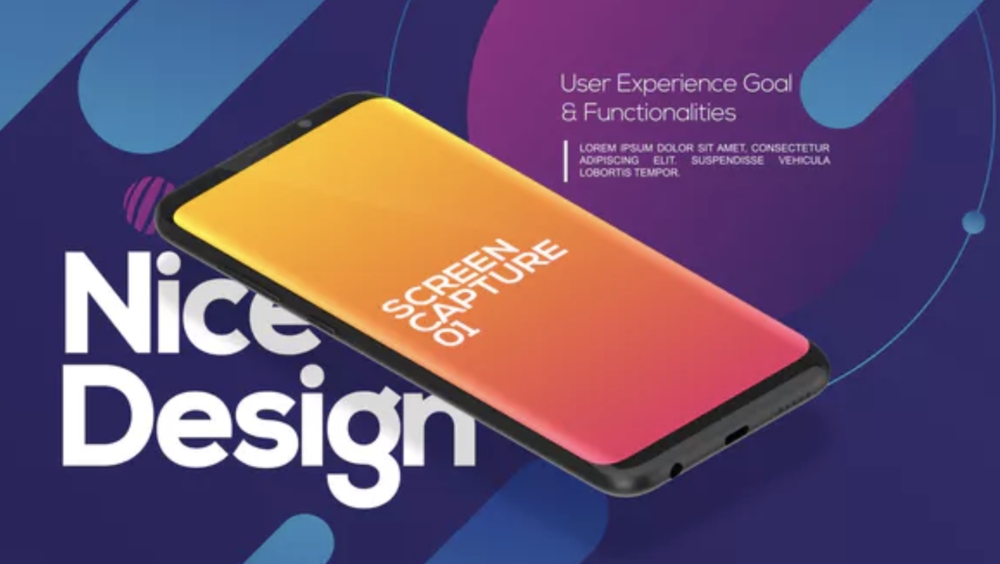 User Experience Goal
& Functionalities
LOREM IPSUM DOLOR SIT AMET, CONSECTETUR
ADIPISCING ELIT. SUSPENDISSE VEHICULA
LOBORTIS TEMPOR.
SCREEN
CAPTURE
01
Nice
Design